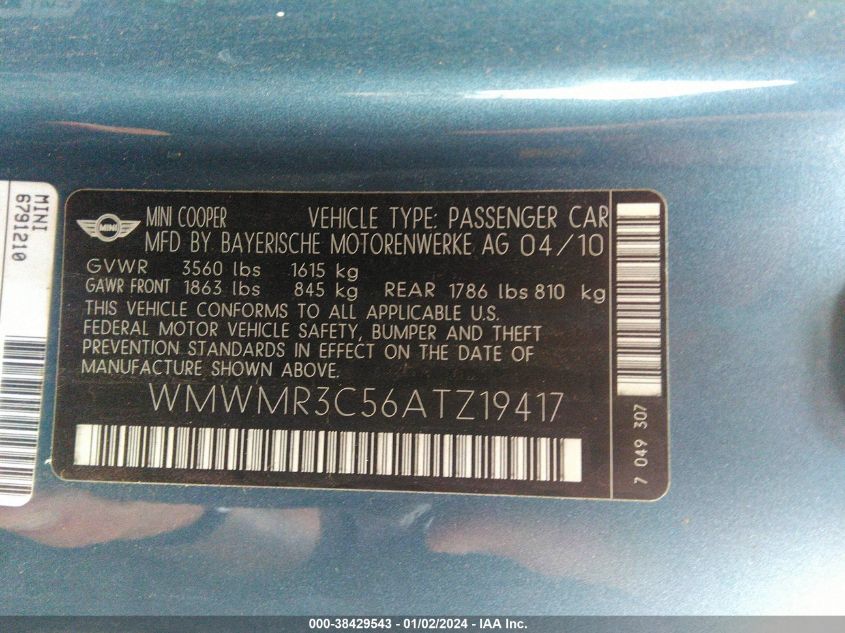 MINI
6791210
MINI
MINI COOPER VEHICLE TYPE: PASSENGER CAR
MFD BY BAYERISCHE MOTORENWERKE AG 04/10
GVWR 3560 lbs 1615 kg
GAWR FRONT 1863 lbs 845 kg REAR 1786 lbs 810 kg
THIS VEHICLE CONFORMS TO ALL APPLICABLE U.S.
FEDERAL MOTOR VEHICLE SAFETY, BUMPER AND THEFT
PREVENTION STANDARDS IN EFFECT ON THE DATE OF
MANUFACTURE SHOWN ABOVE.
WMWMR3C56ATZ19417
7 049 307
000-38429543 - 01/02/2024 - IAA Inc.